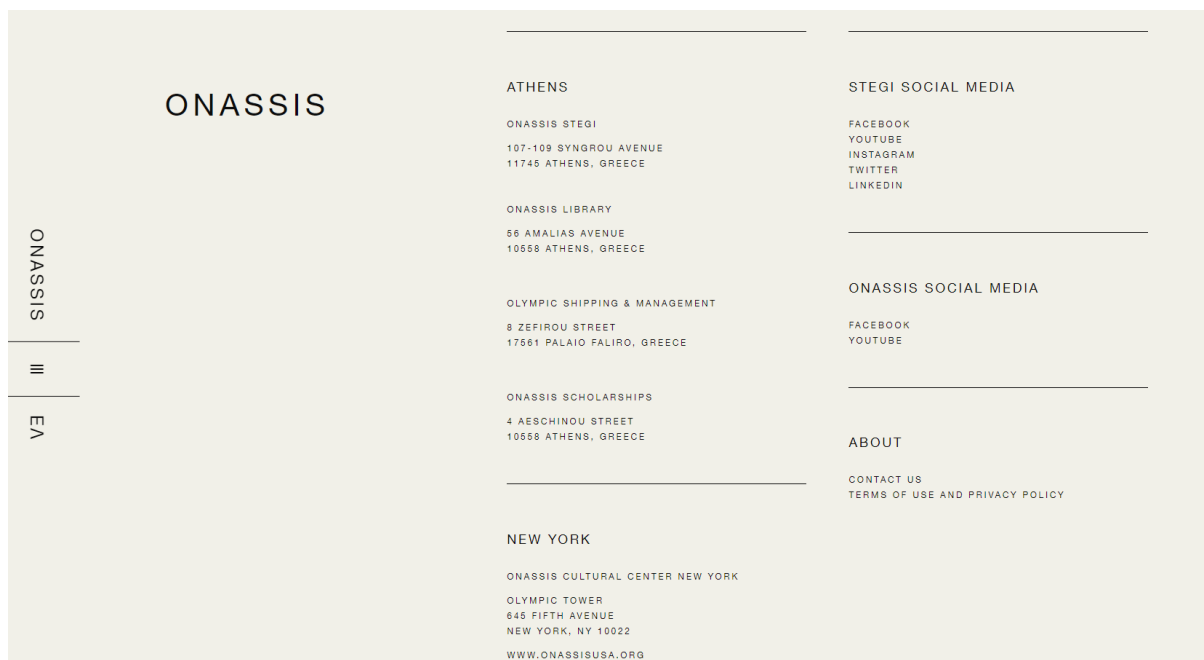 ONASSIS
ONASSIS
ΕΛ
ATHENS
ONASSIS STEGI
107-109 SYNGROU AVENUE
11745 ATHENS, GREECE
ONASSIS LIBRARY
56 AMALIAS AVENUE
10558 ATHENS, GREECE
OLYMPIC SHIPPING & MANAGEMENT
8 ZEFIROU STREET
17561 PALAIO FALIRO, GREECE
ONASSIS SCHOLARSHIPS
4 AESCHINOU STREET
10558 ATHENS, GREECE
NEW YORK
ONASSIS CULTURAL CENTER NEW YORK
OLYMPIC TOWER
645 FIFTH AVENUE
NEW YORK, NY 10022
WWW.ONASSISUSA.ORG
STEGI SOCIAL MEDIA
FACEBOOK
YOUTUBE
INSTAGRAM
TWITTER
LINKEDIN
ONASSIS SOCIAL MEDIA
FACEBOOK
YOUTUBE
ABOUT
CONTACT US
TERMS OF USE AND PRIVACY POLICY